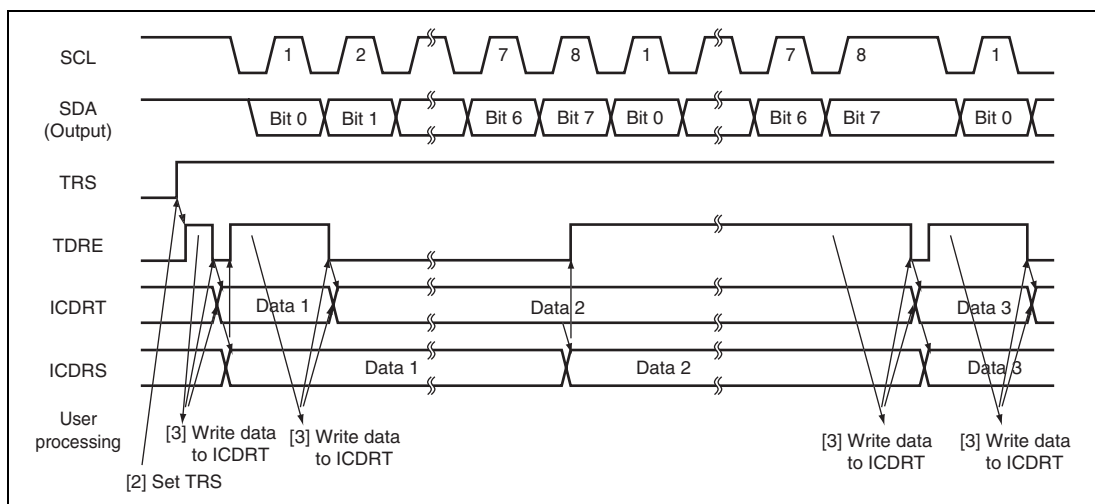 SCL 1 2 7 8 1 7 8 1
SDA
(Output) Bit 0 Bit 1 Bit 6 Bit 7 Bit 0 Bit 6 Bit 7 Bit 0
TRS
TDRE
ICDRT Data 1 Data 2 Data 3
ICDRS Data 1 Data 2 Data 3
User
processing
[3] Write data
to ICDRT
[3] Write data
to ICDRT
[3] Write data
to ICDRT
[3] Write data
to ICDRT
[2] Set TRS